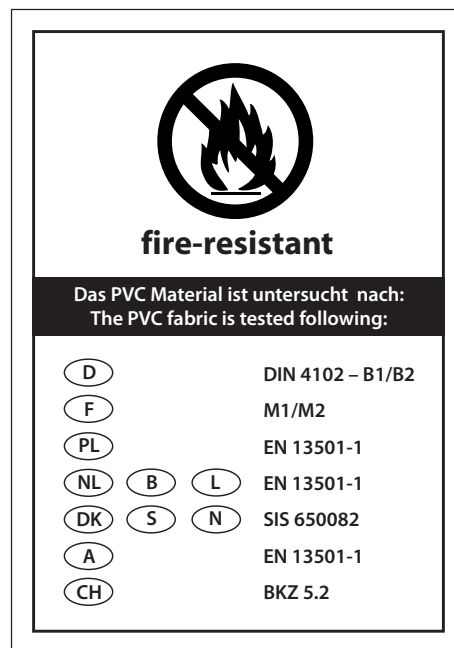 fire-resistant
Das PVC Material ist untersucht nach:
The PVC fabric is tested following:
D DIN 4102 – B1/B2
F M1/M2
PL EN 13501-1
NL B L EN 13501-1
DK S N SIS 650082
A EN 13501-1
CH BKZ 5.2